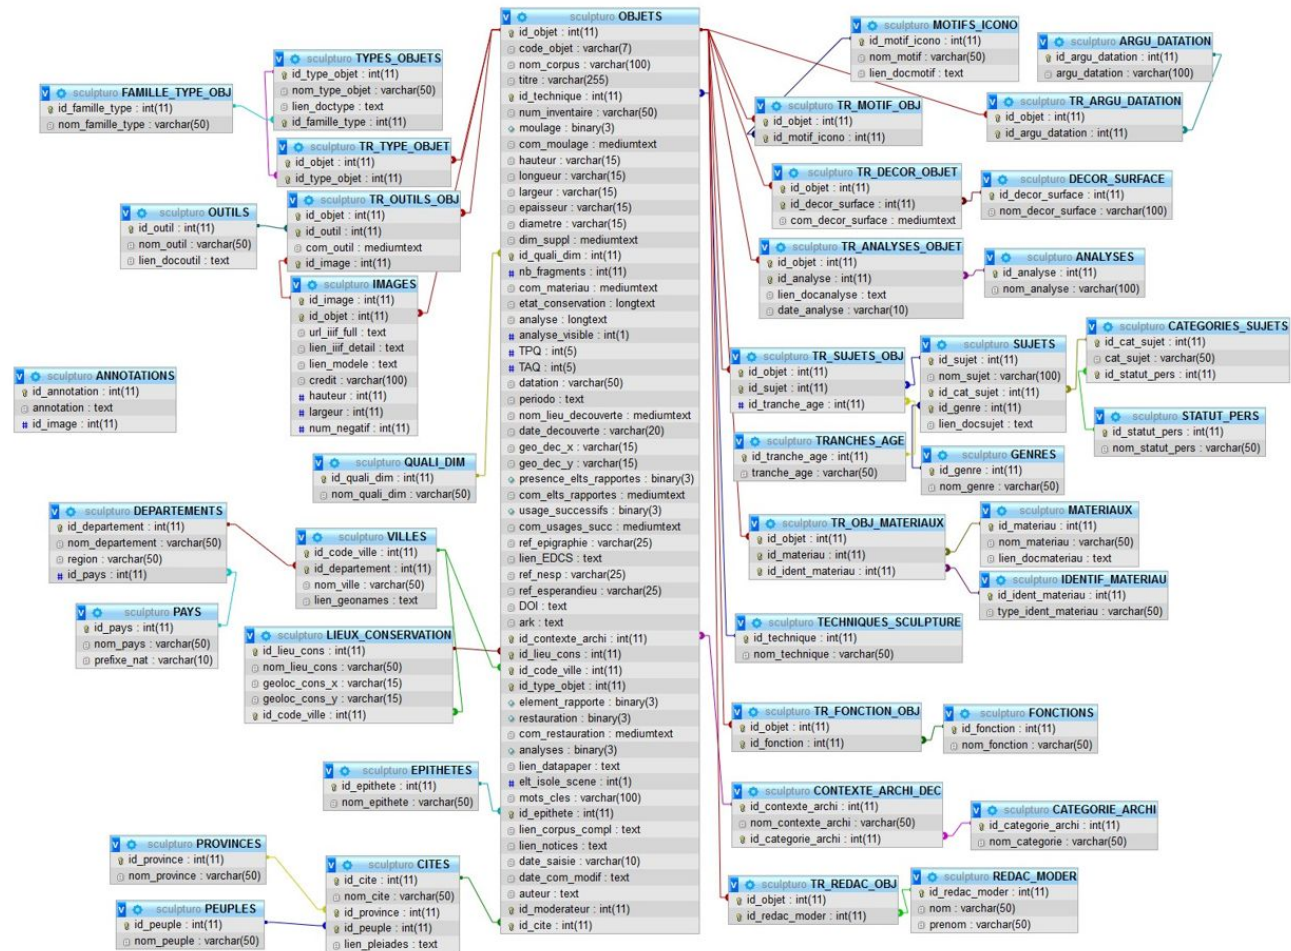 sculpturo FAMILLE_TYPE_OBJ
id_famille_type : int(11)
nom_famille_type : varchar(50)
sculpturo TYPES_OBJETS
id_type_objet : int(11)
nom_type_objet : varchar(50)
lien_doctype : text
id_famille_type : int(11)
sculpturo TR_TYPE_OBJET
id_objet : int(11)
id_type_objet : int(11)
sculpturo OUTILS
id_outil : int(11)
nom_outil : varchar(50)
lien_docoutil : text
sculpturo TR_OUTILS_OBJ
id_objet : int(11)
id_outil : int(11)
com_outil : mediumtext
id_image : int(11)
sculpturo IMAGES
id_image : int(11)
id_objet : int(11)
url_iiif_full : text
lien_iiif_detail : text
lien_modele : text
credit : varchar(100)
hauteur : int(11)
largeur : int(11)
num_negatif : int(11)
sculpturo ANNOTATIONS
id_annotation : int(11)
annotation : text
id_image : int(11)
sculpturo QUALI_DIM
id_quali_dim : int(11)
nom_quali_dim : varchar(50)
sculpturo DEPARTEMENTS
id_departement : int(11)
nom_departement : varchar(50)
region : varchar(50)
id_pays : int(11)
sculpturo PAYS
id_pays : int(11)
nom_pays : varchar(50)
prefixe_nat : varchar(10)
sculpturo VILLES
id_code_ville : int(11)
id_departement : int(11)
nom_ville : varchar(50)
lien_geonames : text
sculpturo LIEUX_CONSERVATION
id_lieu_cons : int(11)
nom_lieu_cons : varchar(50)
geoloc_cons_x : varchar(15)
geoloc_cons_y : varchar(15)
id_code_ville : int(11)
sculpturo EPITHETES
id_epithete : int(11)
nom_epithete : varchar(50)
sculpturo PROVINCES
id_province : int(11)
nom_province : varchar(50)
sculpturo PEUPLES
id_peuple : int(11)
nom_peuple : varchar(50)
sculpturo CITES
id_cite : int(11)
nom_cite : varchar(50)
id_province : int(11)
id_peuple : int(11)
lien_pleiades : text
sculpturo OBJETS
id_objet : int(11)
code_objet : varchar(7)
nom_corpus : varchar(100)
titre : varchar(255)
id_technique : int(11)
num_inventaire : varchar(50)
moulage : binary(3)
com_moulage : mediumtext
hauteur : varchar(15)
longueur : varchar(15)
largeur : varchar(15)
epaisseur : varchar(15)
diametre : varchar(15)
dim_suppl : mediumtext
id_quali_dim : int(11)
nb_fragments : int(11)
com_materiau : mediumtext
etat_conservation : longtext
analyse : longtext
analyse_visible : int(1)
TPQ : int(5)
TAQ : int(5)
datation : varchar(50)
periodo : text
nom_lieu_decouverte : mediumtext
date_decouverte : varchar(20)
geo_dec_x : varchar(15)
geo_dec_y : varchar(15)
presence_elts_rapportes : binary(3)
com_elts_rapportes : mediumtext
usage_successifs : binary(3)
com_usages_succ : mediumtext
ref_epigraphie : varchar(25)
lien_EDCS : text
ref_nesp : varchar(25)
ref_esperandieu : varchar(25)
DOI : text
ark : text
id_contexte_archi : int(11)
id_lieu_cons : int(11)
id_code_ville : int(11)
id_type_objet : int(11)
element_rapporte : binary(3)
restauration : binary(3)
com_restauration : mediumtext
analyses : binary(3)
lien_datapaper : text
elt_isole_scene : int(1)
mots_cles : varchar(100)
id_epithete : int(11)
lien_corpus_compl : text
lien_notices : text
date_saisie : varchar(10)
date_com_modif : text
auteur : text
id_moderateur : int(11)
id_cite : int(11)
sculpturo MOTIFS_ICONO
id_motif_icono : int(11)
nom_motif : varchar(50)
lien_docmotif : text
sculpturo ARGU_DATATION
id_argu_datation : int(11)
argu_datation : varchar(100)
sculpturo TR_MOTIF_OBJ
id_objet : int(11)
id_motif_icono : int(11)
sculpturo TR_ARGU_DATATION
id_objet : int(11)
id_argu_datation : int(11)
sculpturo TR_DECOR_OBJET
id_objet : int(11)
id_decor_surface : int(11)
com_decor_surface : mediumtext
sculpturo DECOR_SURFACE
id_decor_surface : int(11)
nom_decor_surface : varchar(100)
sculpturo TR_ANALYSES_OBJET
id_objet : int(11)
id_analyse : int(11)
lien_docanalyse : text
date_analyse : varchar(10)
sculpturo ANALYSES
id_analyse : int(11)
nom_analyse : varchar(100)
sculpturo TR_SUJETS_OBJ
id_objet : int(11)
id_sujet : int(11)
id_tranche_age : int(11)
sculpturo SUJETS
id_sujet : int(11)
nom_sujet : varchar(100)
id_cat_sujet : int(11)
id_genre : int(11)
lien_docsujet : text
sculpturo CATEGORIES_SUJETS
id_cat_sujet : int(11)
cat_sujet : varchar(50)
id_statut_pers : int(11)
sculpturo STATUT_PERS
id_statut_pers : int(11)
nom_statut_pers : varchar(50)
sculpturo TRANCHES_AGE
id_tranche_age : int(11)
tranche_age : varchar(50)
sculpturo GENRES
id_genre : int(11)
nom_genre : varchar(50)
sculpturo TR_OBJ_MATERIAUX
id_objet : int(11)
id_materiau : int(11)
id_ident_materiau : int(11)
sculpturo MATERIAUX
id_materiau : int(11)
nom_materiau : varchar(50)
lien_docmateriau : text
sculpturo IDENTIF_MATERIAU
id_ident_materiau : int(11)
type_ident_materiau : varchar(50)
sculpturo TECHNIQUES_SCULPTURE
id_technique : int(11)
nom_technique : varchar(50)
sculpturo TR_FONCTION_OBJ
id_objet : int(11)
id_fonction : int(11)
sculpturo FONCTIONS
id_fonction : int(11)
nom_fonction : varchar(50)
sculpturo CONTEXTE_ARCHI_DEC
id_contexte_archi : int(11)
nom_contexte_archi : varchar(50)
id_categorie_archi : int(11)
sculpturo CATEGORIE_ARCHI
id_categorie_archi : int(11)
nom_categorie : varchar(50)
sculpturo TR_REDAC_OBJ
id_objet : int(11)
id_redac_moder : int(11)
sculpturo REDAC_MODER
id_redac_moder : int(11)
nom : varchar(50)
prenom : varchar(50)